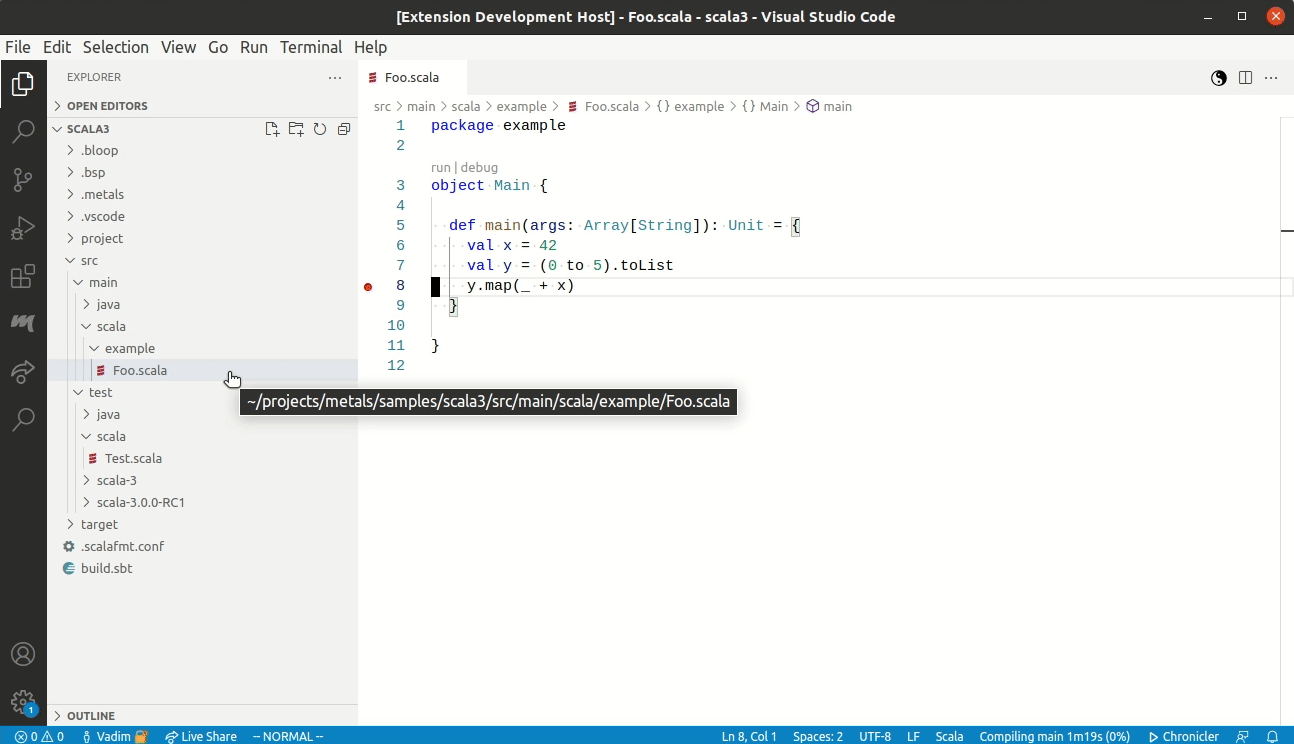 [Extension Development Host] - Foo.scala - scala3 - Visual Studio Code
File Edit Selection View Go Run Terminal Help
EXPLORER
OPEN EDITORS
SCALA3
.bloop
.bsp
.metals
.vscode
project
src
main
java
scala
example
Foo.scala
test
java
scala
Test.scala
scala-3
scala-3.0.0-RC1
target
.scalafmt.conf
build.sbt
OUTLINE
Foo.scala
src > main > scala > example > Foo.scala > {} example > {} Main > main
1 package example
2
run | debug
3 object Main {
4
5 def main(args: Array[String]): Unit = {
6 val x = 42
7 val y = (0 to 5).toList
8 y.map(_ + x)
9 }
10
11 }
12
~/projects/metals/samples/scala3/src/main/scala/example/Foo.scala
1
0 0 Vadim Live Share -- NORMAL -- Ln 8, Col 1 Spaces: 2 UTF-8 LF Scala Compiling main 1m19s (0%) Chronicler